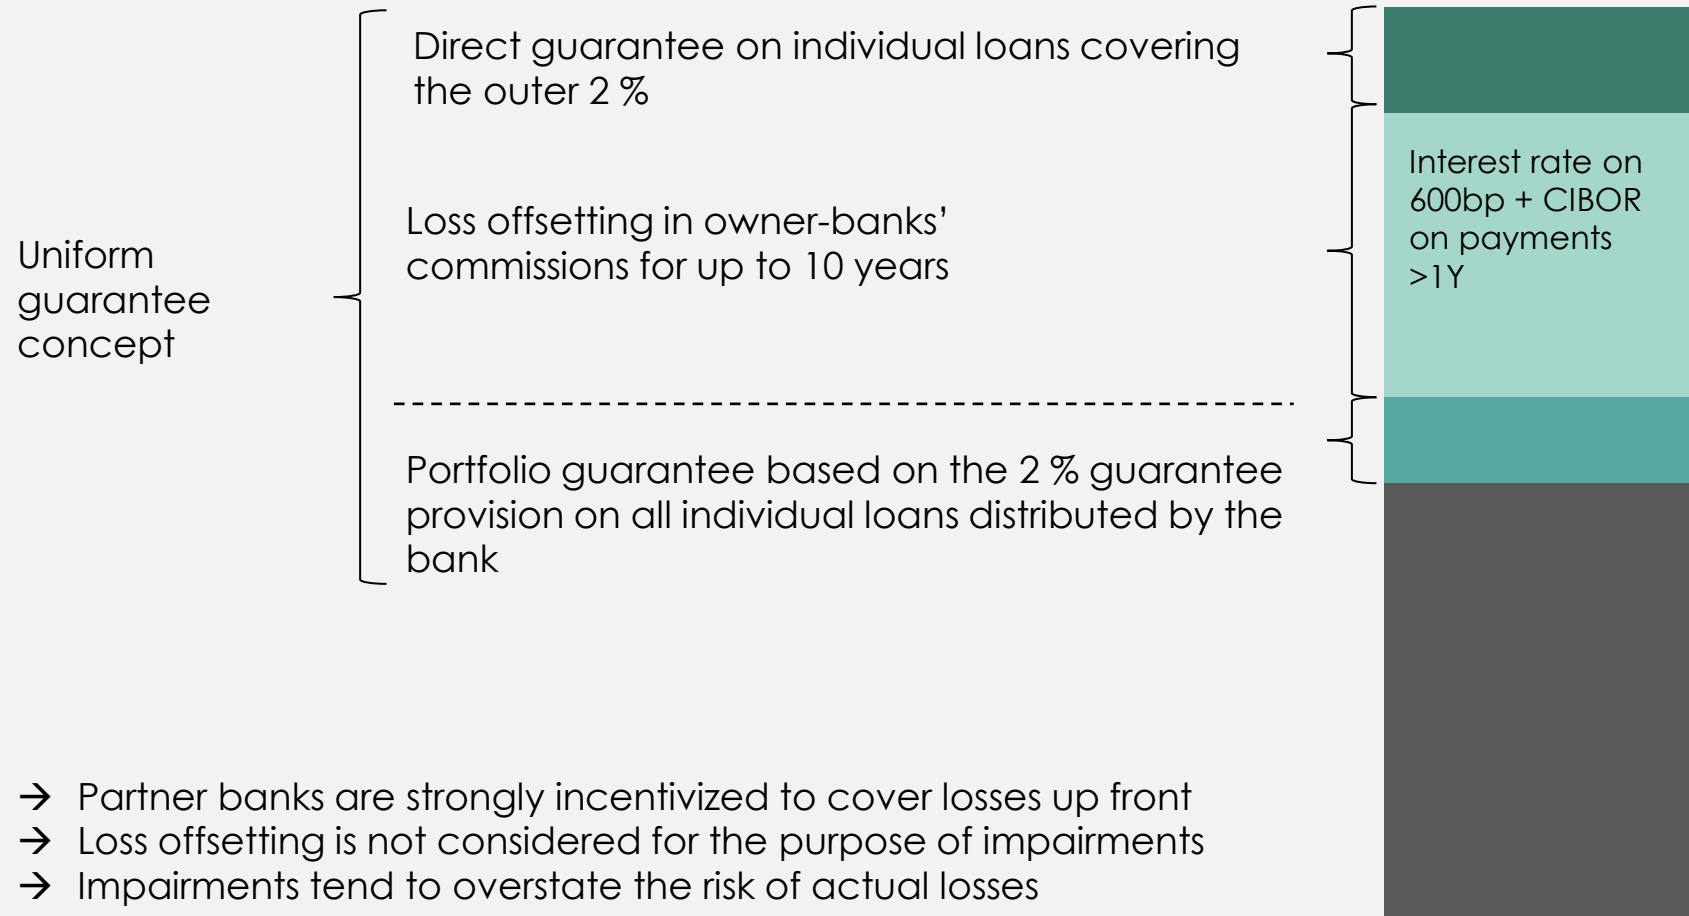 Direct guarantee on individual loans covering
the outer 2 %
Interest rate on
600bp + CIBOR
on payments
>1Y
Loss offsetting in owner-banks’
commissions for up to 10 years
Uniform
guarantee
concept
Portfolio guarantee based on the 2 % guarantee
provision on all individual loans distributed by the
bank
→ Partner banks are strongly incentivized to cover losses up front
→ Loss offsetting is not considered for the purpose of impairments
→ Impairments tend to overstate the risk of actual losses